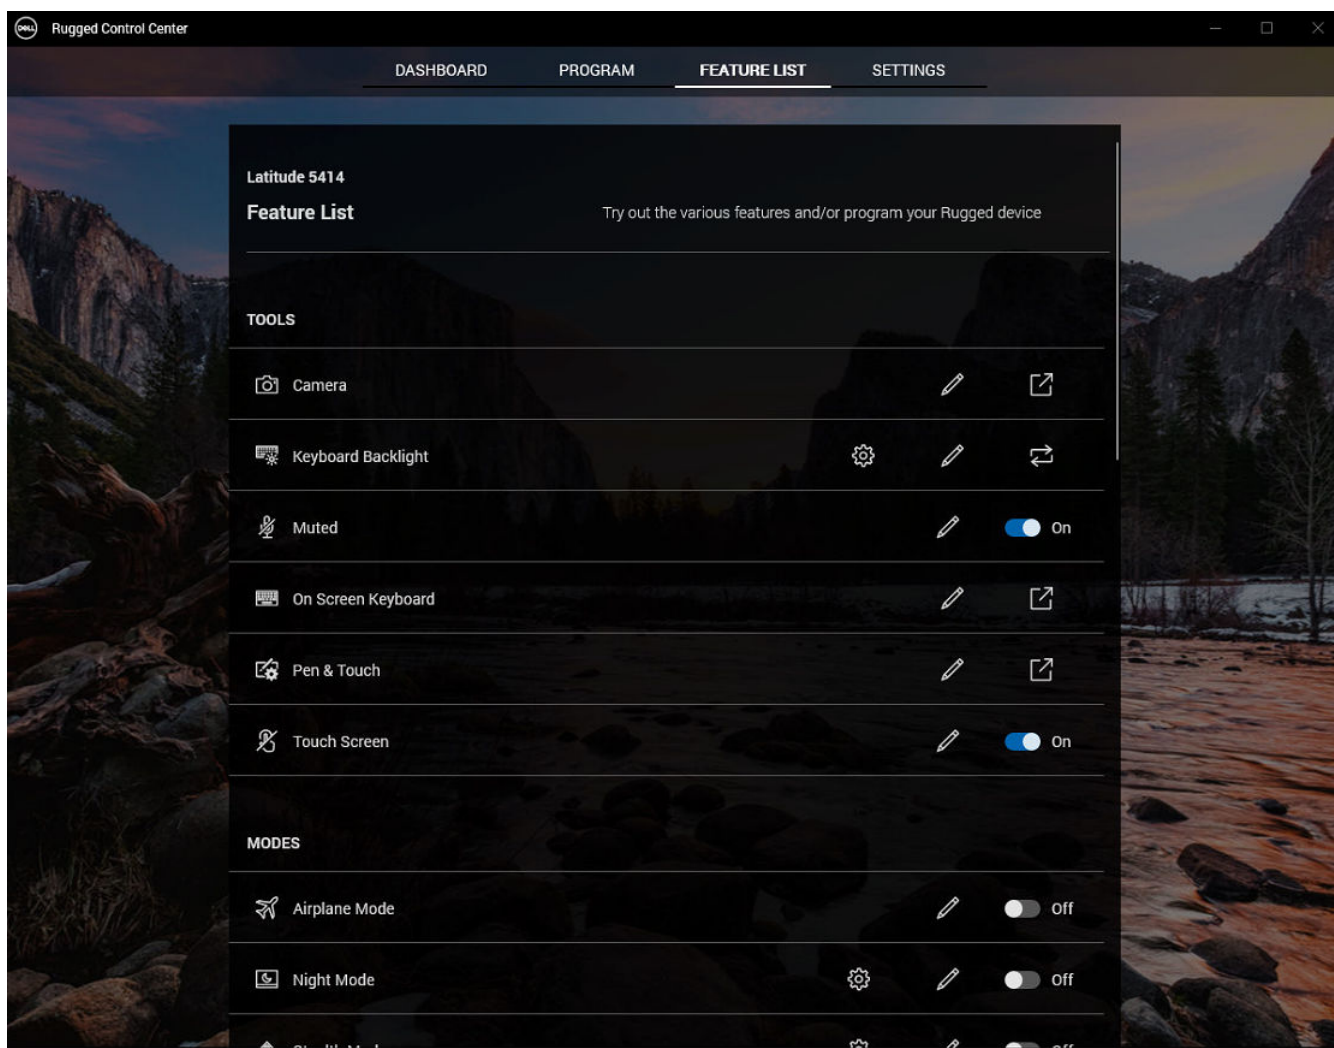 DELL
Rugged Control Center
DASHBOARD PROGRAM FEATURE LIST SETTINGS
Latitude 5414
Feature List Try out the various features and/or program your Rugged device
TOOLS
Camera
Keyboard Backlight
Muted On
On Screen Keyboard
Pen & Touch
Touch Screen On
MODES
Airplane Mode Off
Night Mode Off